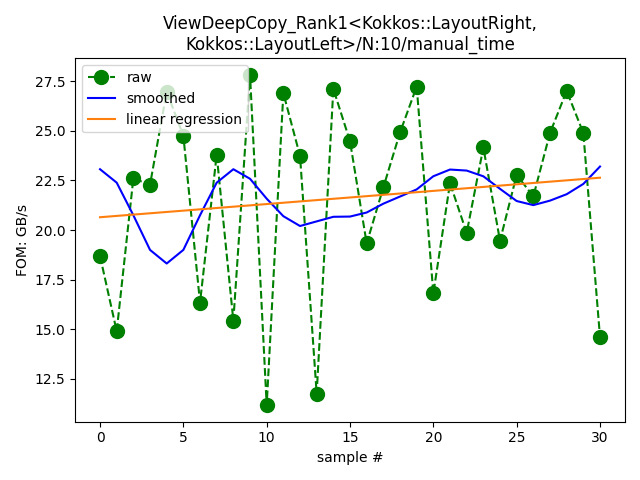 ViewDeepCopy_Rank1<Kokkos::LayoutRight,
Kokkos::LayoutLeft>/N:10/manual_time
raw
smoothed
linear regression
FOM: GB/s
27.5
25.0
22.5
20.0
17.5
15.0
12.5
0 5 10 15 20 25 30
sample #